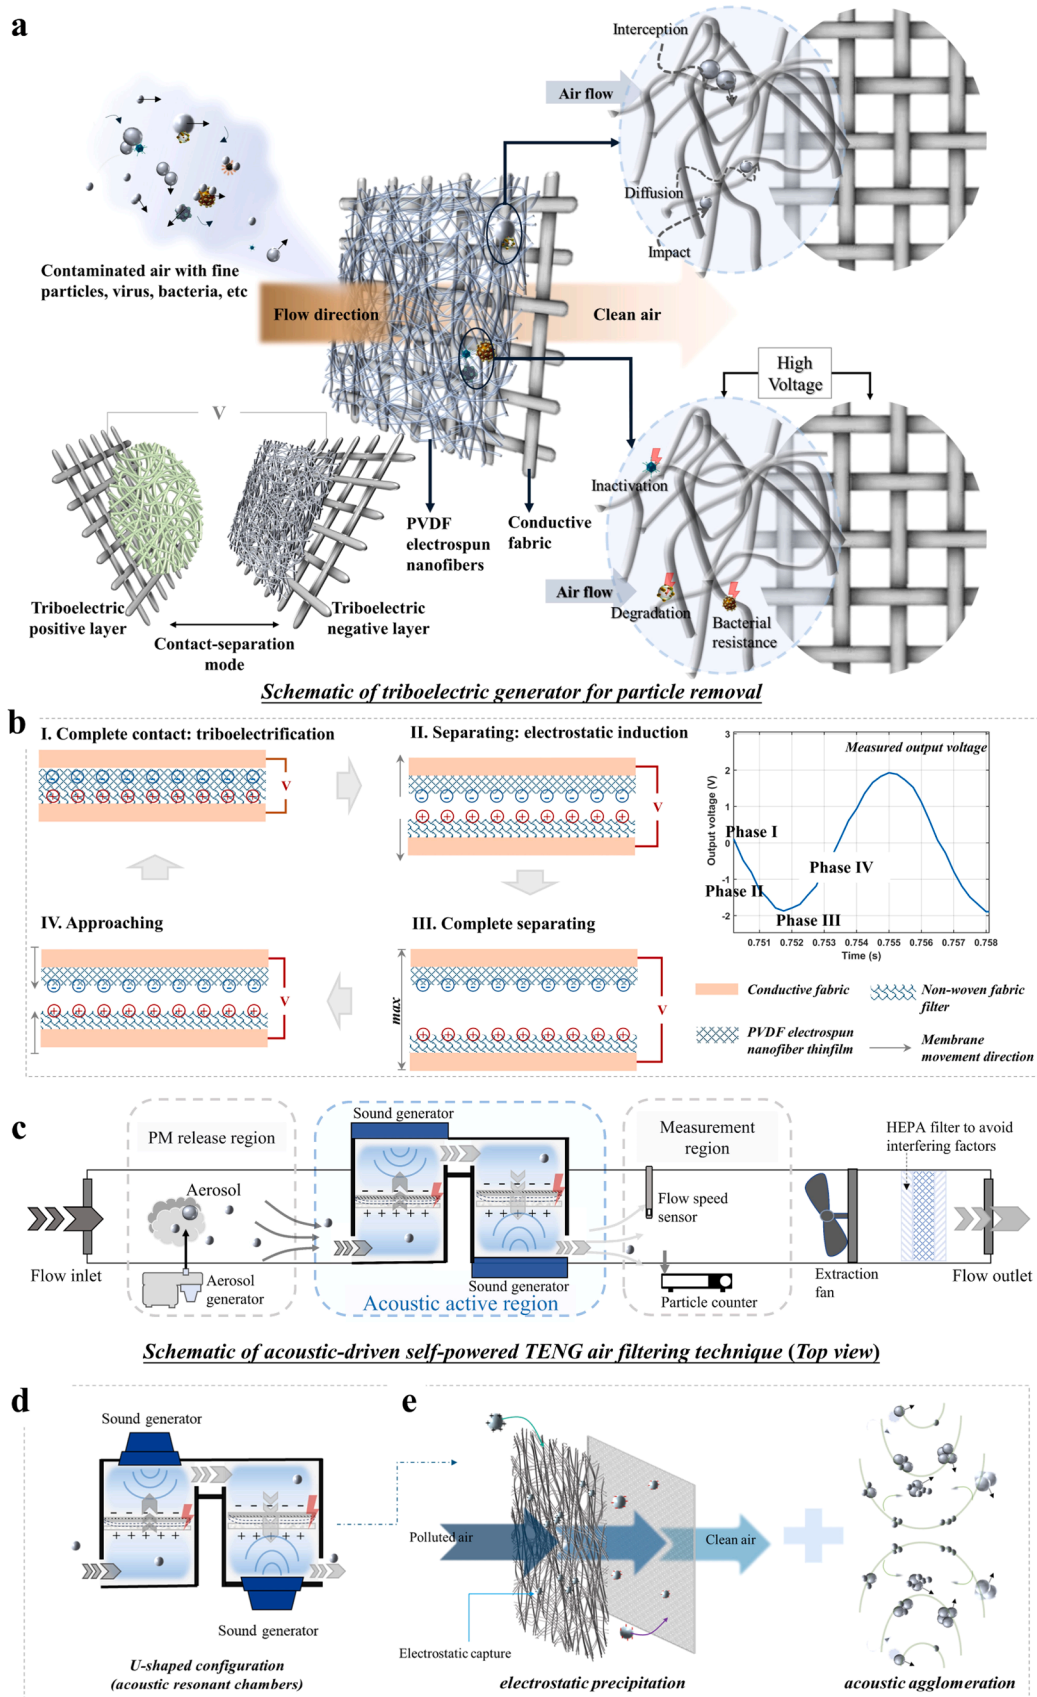 a
Interception
Air flow
Diffusion
Impact
Contaminated air with fine
particles, virus, bacteria, etc
Flow direction
Clean air
High
Voltage
V
Inactivation
PVDF
electrospun
nanofibers
Conductive
fabric
Air flow
Degradation
Bacterial
resistance
Triboelectric
positive layer
Triboelectric
negative layer
Contact-separation
mode
Schematic of triboelectric generator for particle removal
b
I. Complete contact: triboelectrification
V
II. Separating: electrostatic induction
V
Measured output voltage
Output voltage (V)
3
2
1
0
-1
-2
Phase I
Phase II
Phase III
Phase IV
0.751 0.752 0.753 0.754 0.755 0.756 0.757 0.758
Time (s)
IV. Approaching
V
III. Complete separating
max
V
Conductive fabric
Non-woven fabric
filter
PVDF electrospun
nanofiber thinfilm
Membrane
movement direction
c
PM release region
Sound generator
Measurement
region
HEPA filter to avoid
interfering factors
Aerosol
- - - - -
+ + + + +
- - - - -
+ + + + +
Flow speed
sensor
Flow inlet
Aerosol
generator
Sound generator
Acoustic active region
Particle counter
Extraction
fan
Flow outlet
Schematic of acoustic-driven self-powered TENG air filtering technique (Top view)
d
Sound generator
- - - - - -
+ + + + + +
- - - - - -
+ + + + + +
Sound generator
U-shaped configuration
(acoustic resonant chambers)
e
Polluted air
Clean air
Electrostatic capture
electrostatic precipitation
acoustic agglomeration